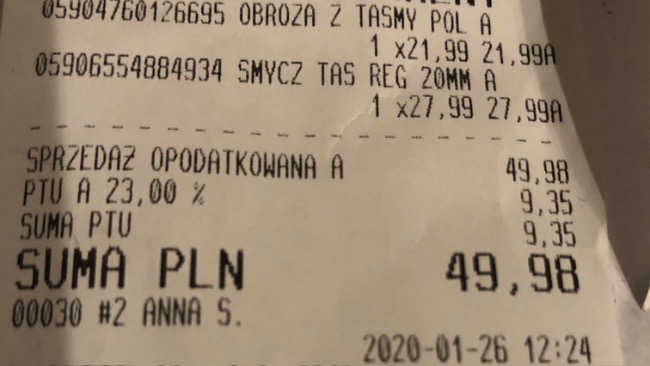 05904760126695 OBROZA Z TASMY POL A
1 x21,99 21,99A
05906554884934 SMYCZ TAS REG 20MM A
1 x27,99 27,99A
SPRZEDAŻ OPODATKOWANA A 49,98
PTU A 23,00 % 9,35
SUMA PTU 9,35
SUMA PLN 49,98
00030 #2 ANNA S.
2020-01-26 12:24